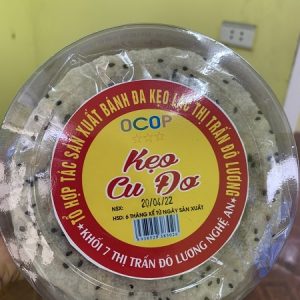 TỔ HỢP TÁC SẢN XUẤT BÁNH ĐA KẸO LẠC THỊ TRẤN ĐÔ LƯƠNG
OCOP
Kẹo
Cu Đơ
NSX: 20/04/22
HSD: 6 THÁNG KỂ TỪ NGÀY SẢN XUẤT
KHỐI 7 THỊ TRẤN ĐÔ LƯƠNG NGHỆ AN